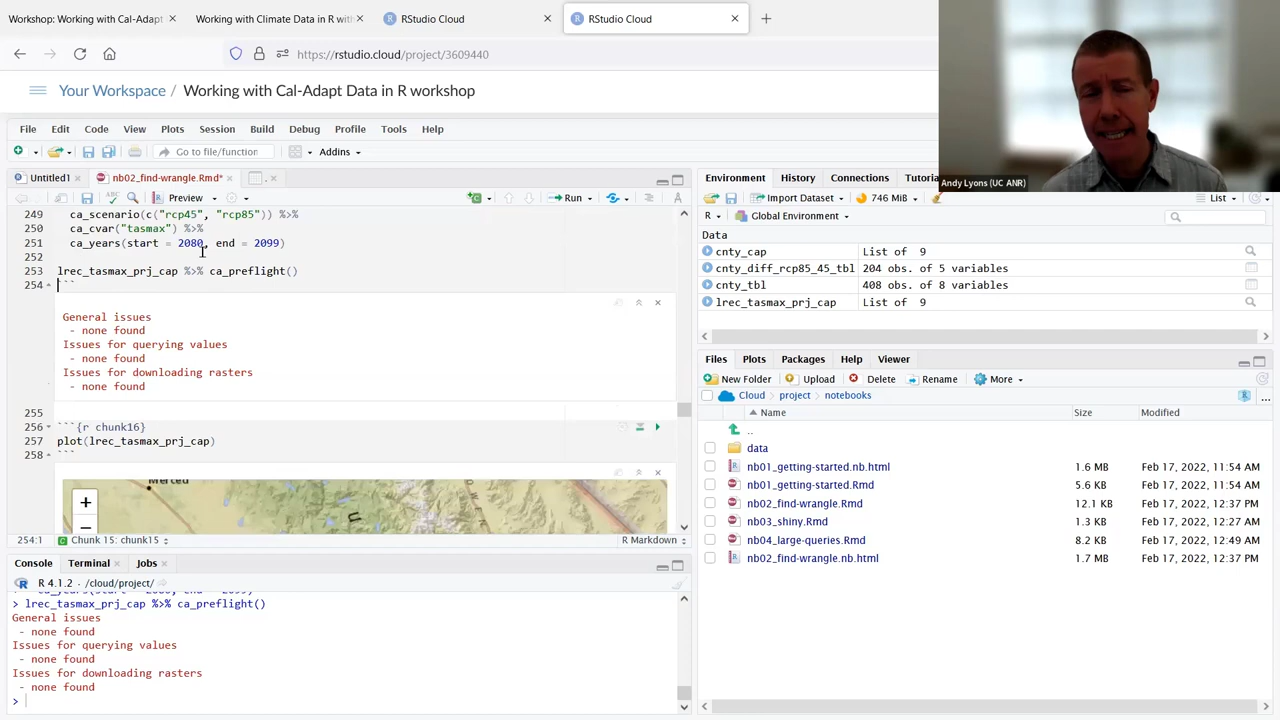 Workshop: Working with Cal-Adapt
Working with Climate Data in R with
RStudio Cloud
RStudio Cloud
https://rstudio.cloud/project/3609440
Your Workspace / Working with Cal-Adapt Data in R workshop
File Edit Code View Plots Session Build Debug Profile Tools Help
Go to file/function
Addins
Untitled1
nb02_find-wrangle.Rmd*
Preview
Run
249 ca_scenario(c("rcp45", "rcp85")) %>%
250 ca_cvar("tasmax") %>%
251 ca_years(start = 2080, end = 2099)
252
253 lrec_tasmax_prj_cap %>% ca_preflight()
254 ```
General issues
- none found
Issues for querying values
- none found
Issues for downloading rasters
- none found
255
256 ```{r chunk16}
257 plot(lrec_tasmax_prj_cap)
258 ```
+
−
Merced
254:1 Chunk 15: chunk15 R Markdown
Console Terminal Jobs
R 4.1.2 · /cloud/project/
> lrec_tasmax_prj_cap %>% ca_preflight()
General issues
- none found
Issues for querying values
- none found
Issues for downloading rasters
- none found
>
Environment History Connections Tutoria
Import Dataset 746 MiB List
R Global Environment
Data
cnty_cap List of 9
cnty_diff_rcp85_45_tbl 204 obs. of 5 variables
cnty_tbl 408 obs. of 8 variables
lrec_tasmax_prj_cap List of 9
Files Plots Packages Help Viewer
New Folder Upload Delete Rename More
Cloud project notebooks
Name Size Modified
..
data
nb01_getting-started.nb.html 1.6 MB Feb 17, 2022, 11:54 AM
nb01_getting-started.Rmd 5.6 KB Feb 17, 2022, 11:54 AM
nb02_find-wrangle.Rmd 12.1 KB Feb 17, 2022, 12:37 PM
nb03_shiny.Rmd 1.3 KB Feb 17, 2022, 12:27 AM
nb04_large-queries.Rmd 8.2 KB Feb 17, 2022, 12:49 AM
nb02_find-wrangle.nb.html 1.7 MB Feb 17, 2022, 12:37 PM
Andy Lyons (UC ANR)